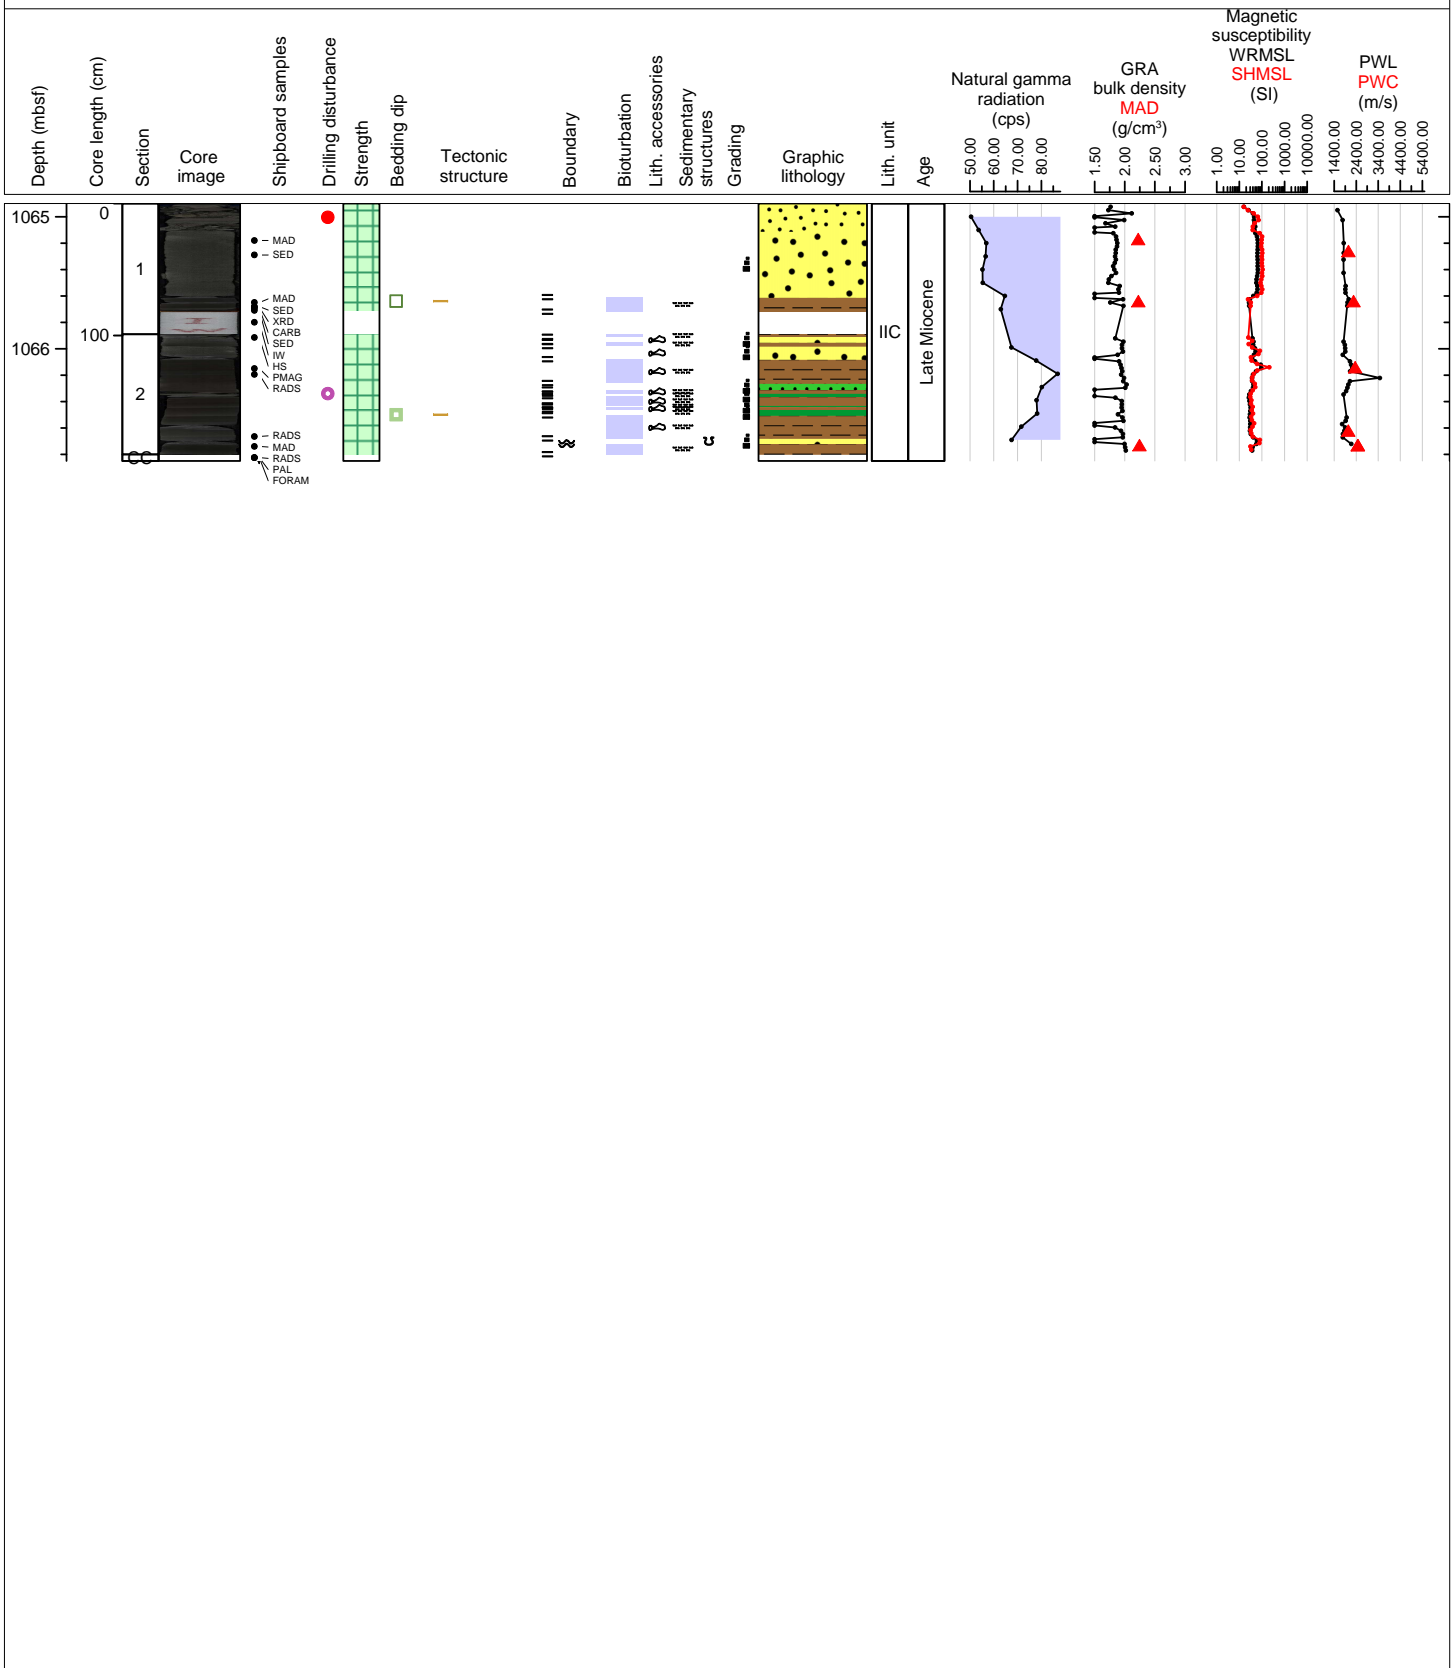 Depth (mbsf)
Core length (cm)
Section
Core
image
Shipboard samples
Drilling disturbance
Strength
Bedding dip
Tectonic
structure
Boundary
Bioturbation
Lith. accessories
Sedimentary
structures
Grading
Graphic
lithology
Lith. unit
Age
Natural gamma
radiation
(cps)
50.00
60.00
70.00
80.00
GRA
bulk density
MAD
(g/cm³)
1.50
2.00
2.50
3.00
Magnetic
susceptibility
WRMSL
SHMSL
(SI)
1.00
10.00
100.00
1000.00
10000.00
PWL
PWC
(m/s)
1400.00
2400.00
3400.00
4400.00
5400.00
1065
1066
0
100
1
2
CC
MAD
SED
MAD
SED
XRD
CARB
SED
IW
HS
PMAG
RADS
RADS
MAD
RADS
PAL
FORAM
IIC
Late Miocene